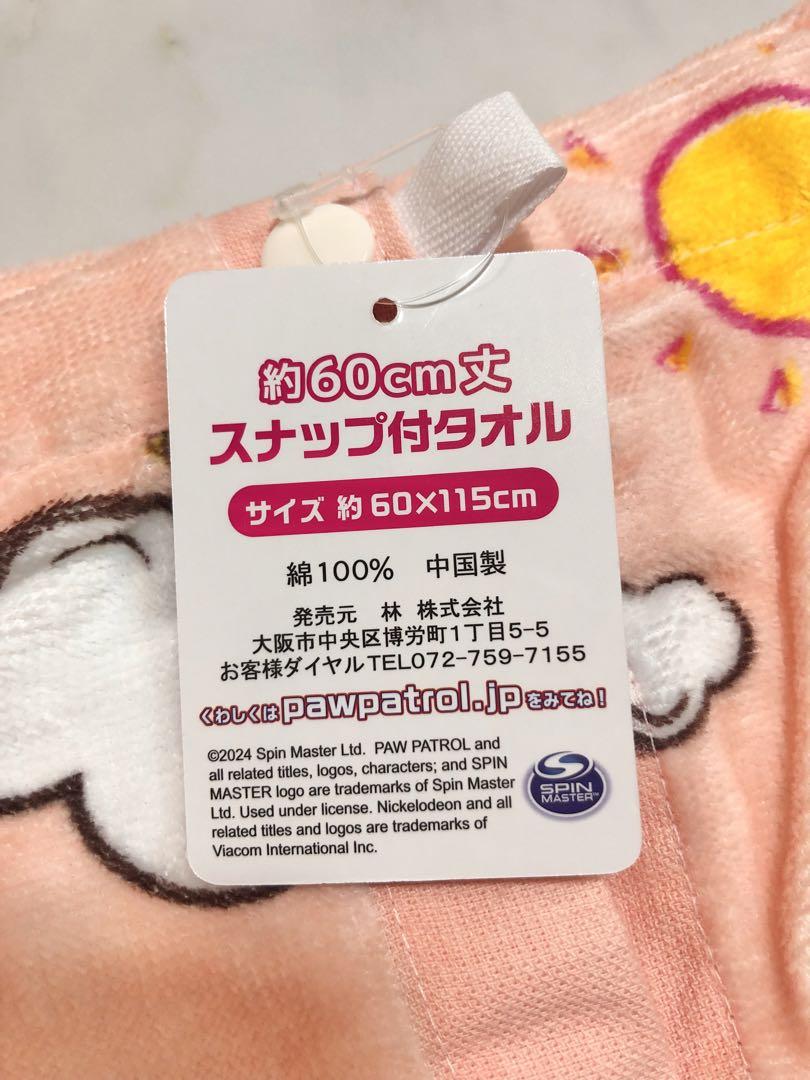 約60cm丈
スナップ付タオル
サイズ 約60×115cm
綿100% 中国製
発売元 林 株式会社
大阪市中央区博労町1丁目5-5
お客様ダイヤルTEL072-759-7155
くわしくはpawpatrol.jpをみてね!
©2024 Spin Master Ltd. PAW PATROL and
all related titles, logos, characters; and SPIN
MASTER logo are trademarks of Spin Master
Ltd. Used under license. Nickelodeon and all
related titles and logos are trademarks of
Viacom International Inc.
SPIN
MASTER™